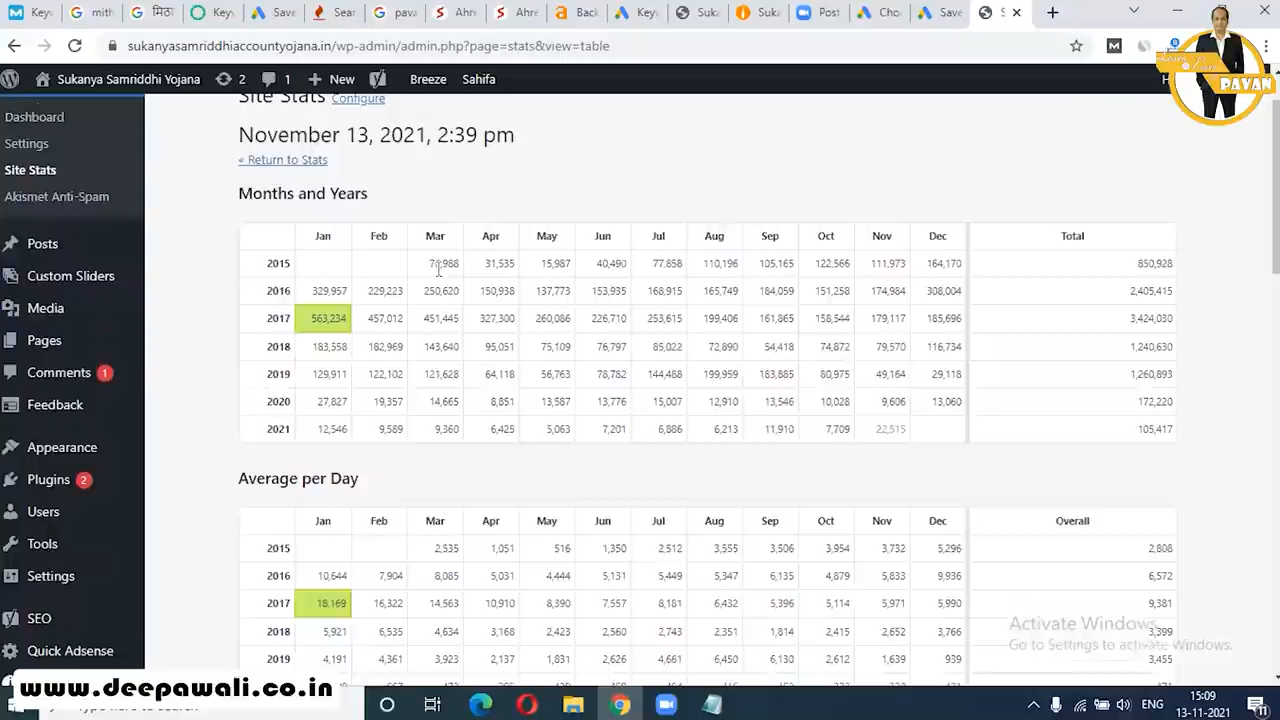 Key
mith
Key
Save
Sear
pava
Ahre
Ahre
Back
Key
Suka
Suka
Post
Cho
Save
S
sukanyasamriddhiaccountyojana.in/wp-admin/admin.php?page=stats&view=table
Sukanya Samriddhi Yojana 2 1 New Breeze Sahifa
PAVAN
Dashboard
Settings
Site Stats
Akismet Anti-Spam
Posts
Custom Sliders
Media
Pages
Comments 1
Feedback
Appearance
Plugins 2
Users
Tools
Settings
SEO
Quick Adsense
Site Stats Configure
November 13, 2021, 2:39 pm
« Return to Stats
Months and Years
Jan Feb Mar Apr May Jun Jul Aug Sep Oct Nov Dec Total
2015 31,535 15,987 40,490 77,858 110,196 105,165 122,566 111,973 164,170 850,928
2016 329,957 229,223 250,620 150,938 137,773 153,935 168,915 165,749 184,059 151,258 174,984 308,004 2,405,415
2017 563,234 457,012 451,445 327,300 260,086 226,710 253,615 199,406 161,865 158,544 179,117 185,696 3,424,030
2018 183,558 182,969 143,640 95,051 75,109 76,797 85,022 72,890 54,418 74,872 79,570 116,734 1,240,630
2019 129,911 122,102 121,628 64,118 56,763 78,782 144,488 199,959 183,885 80,975 49,164 29,118 1,260,893
2020 27,827 19,357 14,665 8,851 13,587 13,776 15,007 12,910 13,546 10,028 9,606 13,060 172,220
2021 12,546 9,589 9,360 6,425 5,063 7,201 6,886 6,213 11,910 7,709 22,515 105,417
Average per Day
Jan Feb Mar Apr May Jun Jul Aug Sep Oct Nov Dec Overall
2015 2,535 1,051 516 1,350 2,512 3,555 3,506 3,954 3,732 5,296 2,808
2016 10,644 7,904 8,085 5,031 4,444 5,131 5,449 5,347 6,135 4,879 5,833 9,936 6,572
2017 18,169 16,322 14,563 10,910 8,390 7,557 8,181 6,432 5,396 5,114 5,971 5,990 9,381
2018 5,921 6,535 4,634 3,168 2,423 2,560 2,743 2,351 1,814 2,415 2,652 3,766 3,399
2019 4,191 4,361 3,923 2,137 1,831 2,626 4,661 6,450 6,130 2,612 1,639 939 3,455
Activate Windows
Go to Settings to activate Windows.
www.deepawali.co.in
ENG
15:09
13-11-2021
11